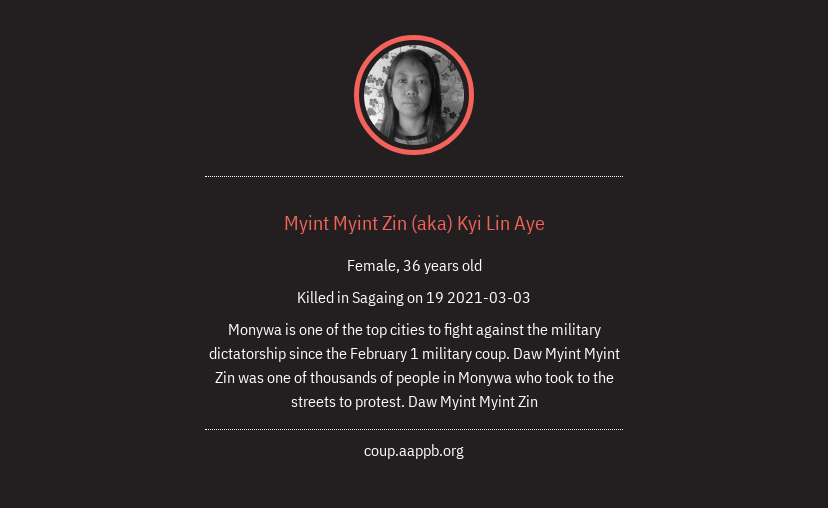 Myint Myint Zin (aka) Kyi Lin Aye
Female, 36 years old
Killed in Sagaing on 19 2021-03-03
Monywa is one of the top cities to fight against the military
dictatorship since the February 1 military coup. Daw Myint Myint
Zin was one of thousands of people in Monywa who took to the
streets to protest. Daw Myint Myint Zin
coup.aappb.org